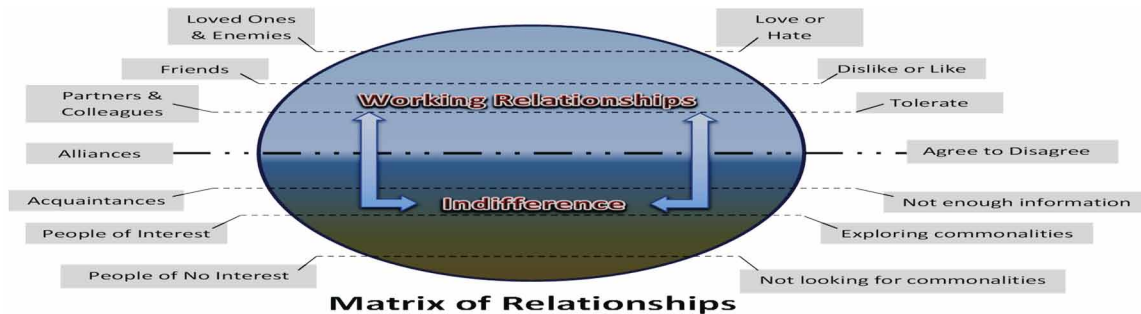 Loved Ones
& Enemies
Love or
Hate
Friends
Dislike or Like
Partners &
Colleagues
Working Relationships
Tolerate
Alliances
Agree to Disagree
Acquaintances
Indifference
Not enough information
People of Interest
Exploring commonalities
People of No Interest
Not looking for commonalities
Matrix of Relationships